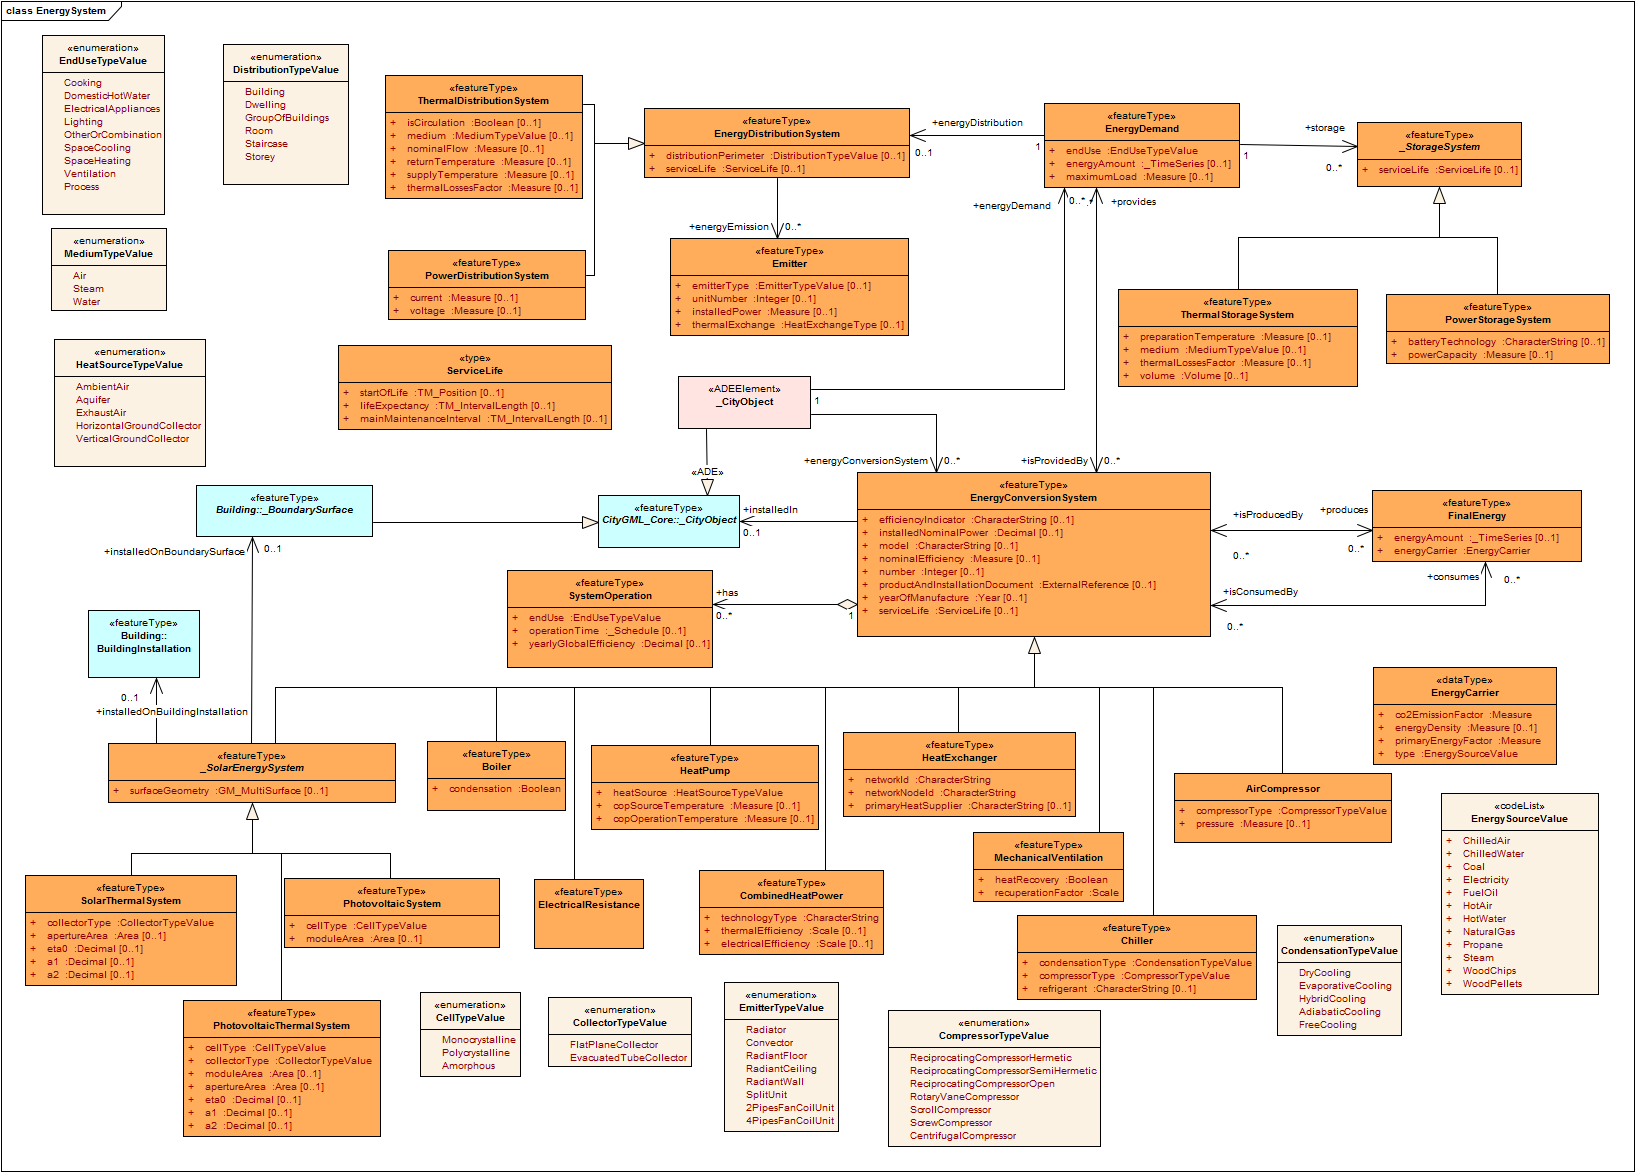 class EnergySystem
«enumeration»
EndUseTypeValue
Cooking
DomesticHotWater
ElectricalAppliances
Lighting
OtherOrCombination
SpaceCooling
SpaceHeating
Ventilation
Process
«enumeration»
DistributionTypeValue
Building
Dwelling
GroupOfBuildings
Room
Staircase
Storey
«featureType»
ThermalDistributionSystem
+ isCirculation :Boolean [0..1]
+ medium :MediumTypeValue [0..1]
+ nominalFlow :Measure [0..1]
+ returnTemperature :Measure [0..1]
+ supplyTemperature :Measure [0..1]
+ thermalLossesFactor :Measure [0..1]
«featureType»
EnergyDistributionSystem
+ distributionPerimeter :DistributionTypeValue [0..1]
+ serviceLife :ServiceLife [0..1]
+energyDistribution
0..1
1
«featureType»
EnergyDemand
+ endUse :EndUseTypeValue
+ energyAmount :_TimeSeries [0..1]
+ maximumLoad :Measure [0..1]
+storage
1
0..*
«featureType»
_StorageSystem
+ serviceLife :ServiceLife [0..1]
+energyDemand
0..*
+provides
«enumeration»
MediumTypeValue
Air
Steam
Water
«featureType»
PowerDistributionSystem
+ current :Measure [0..1]
+ voltage :Measure [0..1]
+energyEmission
0..*
«featureType»
Emitter
+ emitterType :EmitterTypeValue [0..1]
+ unitNumber :Integer [0..1]
+ installedPower :Measure [0..1]
+ thermalExchange :HeatExchangeType [0..1]
«featureType»
ThermalStorageSystem
+ preparationTemperature :Measure [0..1]
+ medium :MediumTypeValue [0..1]
+ thermalLossesFactor :Measure [0..1]
+ volume :Volume [0..1]
«featureType»
PowerStorageSystem
+ batteryTechnology :CharacterString [0..1]
+ powerCapacity :Measure [0..1]
«enumeration»
HeatSourceTypeValue
AmbientAir
Aquifer
ExhaustAir
HorizontalGroundCollector
VerticalGroundCollector
«type»
ServiceLife
+ startOfLife :TM_Position [0..1]
+ lifeExpectancy :TM_IntervalLength [0..1]
+ mainMaintenanceInterval :TM_IntervalLength [0..1]
«ADEElement»
_CityObject
1
+energyConversionSystem
0..*
+isProvidedBy
0..*
«ADE»
«featureType»
Building::_BoundarySurface
«featureType»
CityGML_Core::_CityObject
+installedIn
0..1
«featureType»
EnergyConversionSystem
+ efficiencyIndicator :CharacterString [0..1]
+ installedNominalPower :Decimal [0..1]
+ model :CharacterString [0..1]
+ nominalEfficiency :Measure [0..1]
+ number :Integer [0..1]
+ productAndInstallationDocument :ExternalReference [0..1]
+ yearOfManufacture :Year [0..1]
+ serviceLife :ServiceLife [0..1]
+isProducedBy
0..*
+produces
0..*
«featureType»
FinalEnergy
+ energyAmount :_TimeSeries [0..1]
+ energyCarrier :EnergyCarrier
+consumes
0..*
+isConsumedBy
0..*
+installedOnBoundarySurface
0..1
«featureType»
SystemOperation
+ endUse :EndUseTypeValue
+ operationTime :_Schedule [0..1]
+ yearlyGlobalEfficiency :Decimal [0..1]
+has
0..*
1
«featureType»
Building::
BuildingInstallation
0..1
+installedOnBuildingInstallation
«dataType»
EnergyCarrier
+ co2EmissionFactor :Measure
+ energyDensity :Measure [0..1]
+ primaryEnergyFactor :Measure
+ type :EnergySourceValue
«featureType»
_SolarEnergySystem
+ surfaceGeometry :GM_MultiSurface [0..1]
«featureType»
Boiler
+ condensation :Boolean
«featureType»
HeatPump
+ heatSource :HeatSourceTypeValue
+ copSourceTemperature :Measure [0..1]
+ copOperationTemperature :Measure [0..1]
«featureType»
HeatExchanger
+ networkId :CharacterString
+ networkNodeId :CharacterString
+ primaryHeatSupplier :CharacterString [0..1]
AirCompressor
+ compressorType :CompressorTypeValue
+ pressure :Measure [0..1]
«codeList»
EnergySourceValue
+ ChilledAir
+ ChilledWater
+ Coal
+ Electricity
+ FuelOil
+ HotAir
+ HotWater
+ NaturalGas
+ Propane
+ Steam
+ WoodChips
+ WoodPellets
«featureType»
MechanicalVentilation
+ heatRecovery :Boolean
+ recuperationFactor :Scale
«featureType»
SolarThermalSystem
+ collectorType :CollectorTypeValue
+ apertureArea :Area [0..1]
+ eta0 :Decimal [0..1]
+ a1 :Decimal [0..1]
+ a2 :Decimal [0..1]
«featureType»
PhotovoltaicSystem
+ cellType :CellTypeValue
+ moduleArea :Area [0..1]
«featureType»
ElectricalResistance
«featureType»
CombinedHeatPower
+ technologyType :CharacterString
+ thermalEfficiency :Scale [0..1]
+ electricalEfficiency :Scale [0..1]
«featureType»
Chiller
+ condensationType :CondensationTypeValue
+ compressorType :CompressorTypeValue
+ refrigerant :CharacterString [0..1]
«enumeration»
CondensationTypeValue
DryCooling
EvaporativeCooling
HybridCooling
AdiabaticCooling
FreeCooling
«featureType»
PhotovoltaicThermalSystem
+ cellType :CellTypeValue
+ collectorType :CollectorTypeValue
+ moduleArea :Area [0..1]
+ apertureArea :Area [0..1]
+ eta0 :Decimal [0..1]
+ a1 :Decimal [0..1]
+ a2 :Decimal [0..1]
«enumeration»
CellTypeValue
Monocrystalline
Polycrystalline
Amorphous
«enumeration»
CollectorTypeValue
FlatPlaneCollector
EvacuatedTubeCollector
«enumeration»
EmitterTypeValue
Radiator
Convector
RadiantFloor
RadiantCeiling
RadiantWall
SplitUnit
2PipesFanCoilUnit
4PipesFanCoilUnit
«enumeration»
CompressorTypeValue
ReciprocatingCompressorHermetic
ReciprocatingCompressorSemiHermetic
ReciprocatingCompressorOpen
RotaryVaneCompressor
ScrollCompressor
ScrewCompressor
CentrifugalCompressor